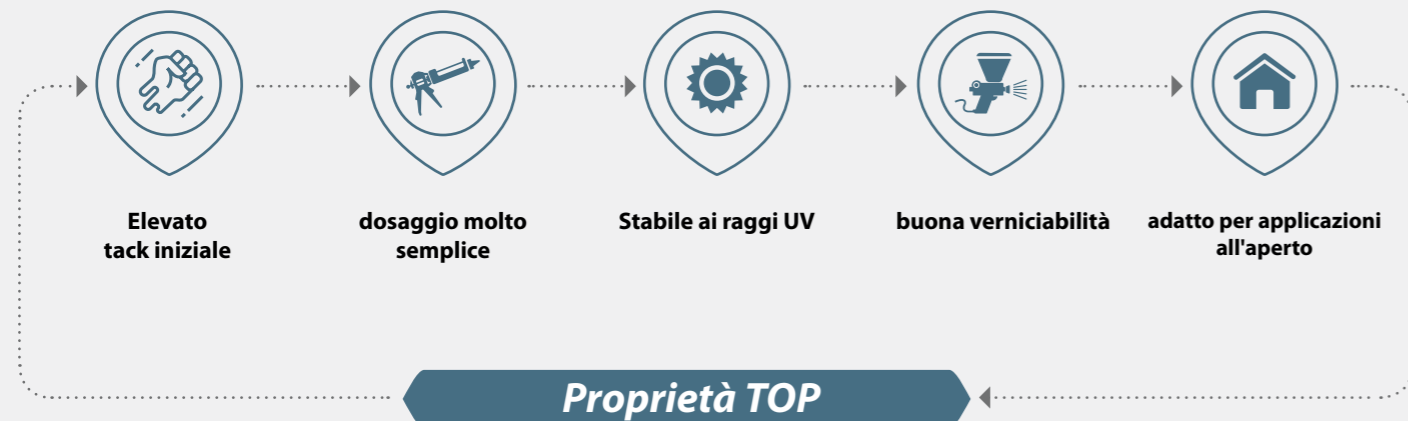 Elevato
tack iniziale
dosaggio molto
semplice
Stabile ai raggi UV
buona verniciabilità
adatto per applicazioni
all'aperto
Proprietà TOP